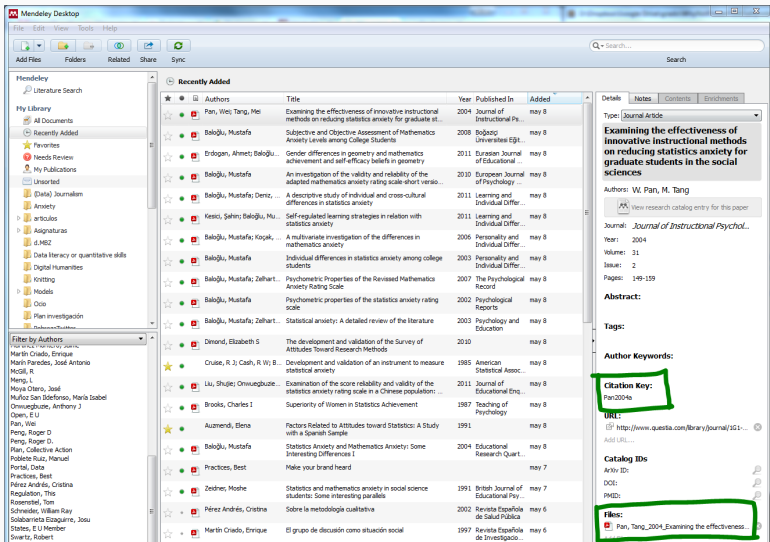 Mendeley Desktop
File Edit View Tools Help
Search...
Add Files Folders Related Share Sync Search
Mendeley
Literature Search
My Library
All Documents
Recently Added
Favorites
Needs Review
My Publications
Unsorted
(Data) Journalism
Anxiety
articulos
Asignaturas
d.MBZ
Data literacy or quantitative skills
Digital Humanities
Knitting
Models
Ocio
Plan investigación
Filter by Authors
Martín Criado, Enrique
Marín Paredes, José Antonio
McGill, R
Meng, L
Moya Otero, José
Muñoz San Ildefonso, María Isabel
Onwuegbuzie, Anthony J
Open, E U
Pan, Wei
Peng, Roger D
Peng, Roger D.
Plan, Collective Action
Poblete Ruiz, Manuel
Portal, Data
Practices, Best
Pérez Andrés, Cristina
Regulation, This
Rosenstiel, Tom
Schneider, William Ray
Solabarrieta Eizaguirre, Josu
States, E U Member
Swartz, Robert
Recently Added
Authors Title Year Published In Added
Pan, Wei; Tang, Mei Examining the effectiveness of innovative instructional 2004 Journal of may 8
methods on reducing statistics anxiety for graduate st... Instructional Ps...
Baloğlu, Mustafa Subjective and Objective Assessment of Mathematics 2008 Boğaziçi may 8
Anxiety Levels among College Students Üniversitesi Eğit...
Erdogan, Ahmet; Baloğlu... Gender differences in geometry and mathematics 2011 Eurasian Journal may 8
achievement and self-efficacy beliefs in geometry of Educational ...
Baloğlu, Mustafa An investigation of the validity and reliability of the 2010 European Journal may 8
adapted mathematics anxiety rating scale-short versio... of Psychology ...
Baloğlu, Mustafa; Deniz, ... A descriptive study of individual and cross-cultural 2011 Learning and may 8
differences in statistics anxiety Individual Differ...
Kesici, Şahin; Baloğlu, Mu... Self-regulated learning strategies in relation with 2011 Learning and may 8
statistics anxiety Individual Differ...
Baloğlu, Mustafa; Koçak, ... A multivariate investigation of the differences in 2006 Personality and may 8
mathematics anxiety Individual Differ...
Baloğlu, Mustafa Individual differences in statistics anxiety among college 2003 Personality and may 8
students Individual Differ...
Baloğlu, Mustafa; Zelhart... Psychometric Properties of the Revissed Mathematics 2007 The Psychological may 8
Anxiety Rating Scale Record
Baloğlu, Mustafa Psychometric properties of the statistics anxiety rating 2002 Psychological may 8
scale Reports
Baloğlu, Mustafa; Zelhart... Statistical anxiety: A detailed review of the literature 2003 Psychology and may 8
Education
Dimond, Elizabeth S The development and validation of the Survey of 2010 may 8
Attitudes Toward Research Methods
Cruise, R J; Cash, R W; B... Development and validation of an instrument to measure 1985 American may 8
statistical anxiety Statistical Assoc...
Liu, Shujie; Onwuegbuzie... Examination of the score reliability and validity of the 2011 Journal of may 8
statistics anxiety rating scale in a Chinese population: ... Educational Enq...
Brooks, Charles I Superiority of Women in Statistics Achievement 1987 Teaching of may 8
Psychology
Auzmendi, Elena Factors Related to Attitudes toward Statistics: A Study 1991 may 8
with a Spanish Sample
Baloğlu, Mustafa Statistics Anxiety and Mathematics Anxiety: Some 2004 Educational may 8
Interesting Differences I Research Quart...
Practices, Best Make your brand heard may 7
Zeidner, Moshe Statistics and mathematics anxiety in social science 1991 British Journal of may 7
students: Some interesting parallels Educational Psy...
Pérez Andrés, Cristina Sobre la metodología cualitativa 2002 Revista Española may 6
de Salud Pública
Martín Criado, Enrique El grupo de discusión como situación social 1997 Revista Española may 6
de Investigacio...
Details Notes Contents Enrichments
Type: Journal Article
Examining the effectiveness of
innovative instructional methods
on reducing statistics anxiety for
graduate students in the social
sciences
Authors: W. Pan, M. Tang
View research catalog entry for this paper
Journal: Journal of Instructional Psychol...
Year: 2004
Volume: 31
Issue: 2
Pages: 149-159
Abstract:
Tags:
Author Keywords:
Citation Key:
Pan2004a
URL:
http://www.questia.com/library/journal/1G1-...
Add URL...
Catalog IDs
ArXiv ID:
DOI:
PMID:
Files:
Pan, Tang_2004_Examining the effectiveness...